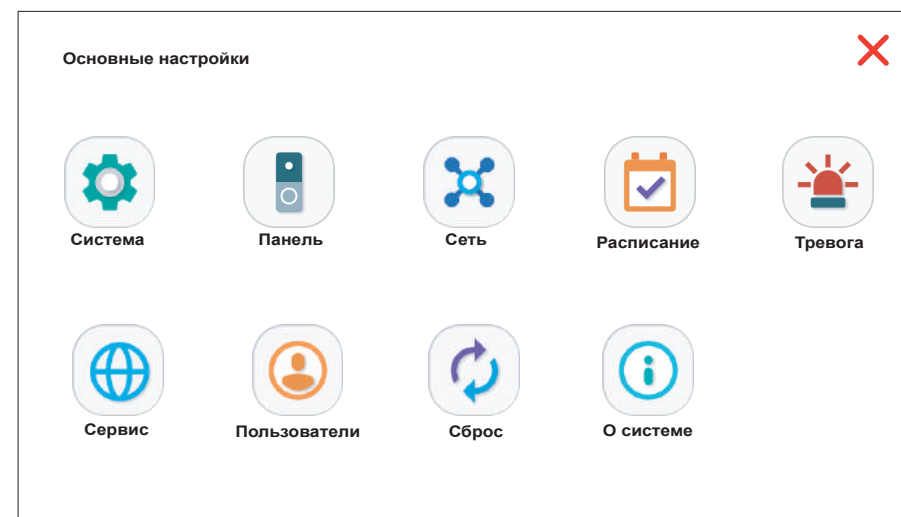 Основные настройки
Система Панель Сеть Расписание Тревога
Сервис Пользователи Сброс О системе